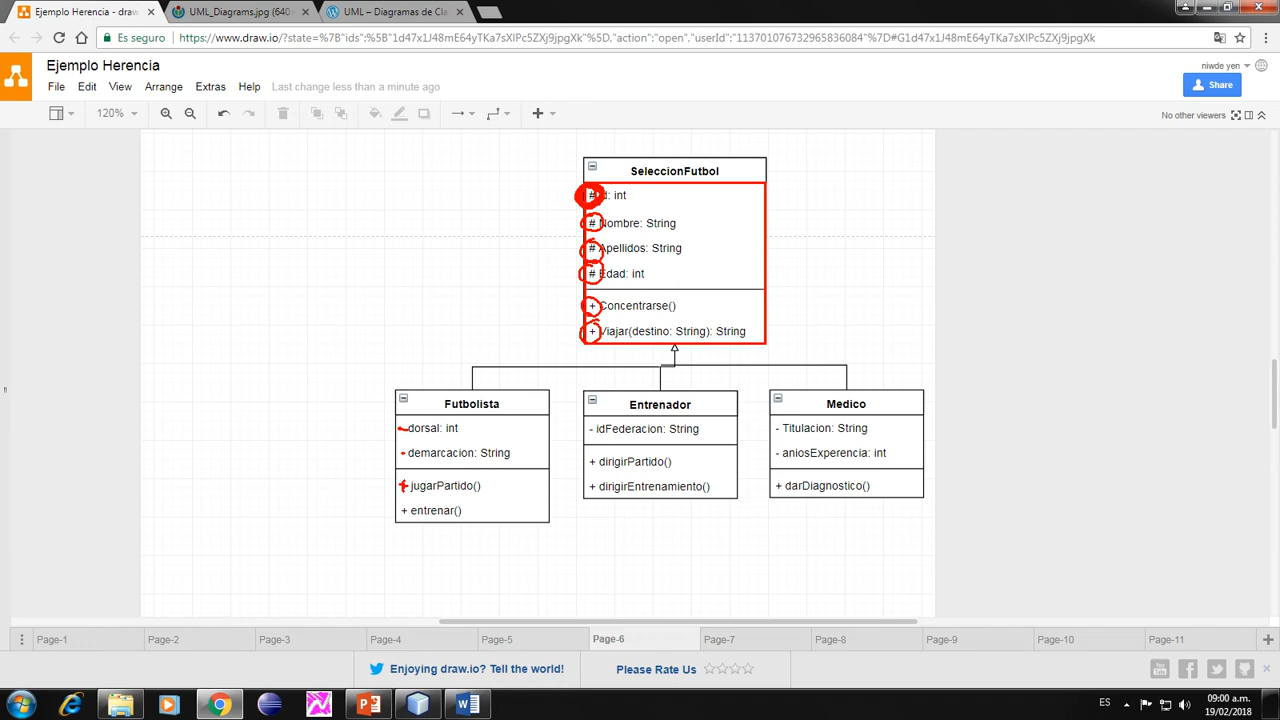 Ejemplo Herencia - draw
UML_Diagrams.jpg (640
UML – Diagramas de Cla
Es seguro
https://www.draw.io/?state=%7B"ids":%5B"1d47x1J48mE64yTKa7sXIPc5ZXj5jpgXk"%5D,"action":"open","userId":"113701076732965836084"%7D#G1d47x1J48mE64yTKa7sXIfc5ZXj9jpgXk
Ejemplo Herencia
niwde yen
File Edit View Arrange Extras Help Last change less than a minute ago
Share
120%
No other viewers
SeleccionFutbol
# Id: int
# Nombre: String
# Apellidos: String
# Edad: int
+ Concentrarse()
+ Viajar(destino: String): String
Futbolista
- dorsal: int
- demarcacion: String
+ jugarPartido()
+ entrenar()
Entrenador
- idFederacion: String
+ dirigirPartido()
+ dirigirEntrenamiento()
Medico
- Titulacion: String
- aniosExperencia: int
+ darDiagnostico()
Page-1 Page-2 Page-3 Page-4 Page-5 Page-6 Page-7 Page-8 Page-9 Page-10 Page-11
Enjoying draw.io? Tell the world!
Please Rate Us
You Tube
ES
09:00 a.m.
19/02/2018